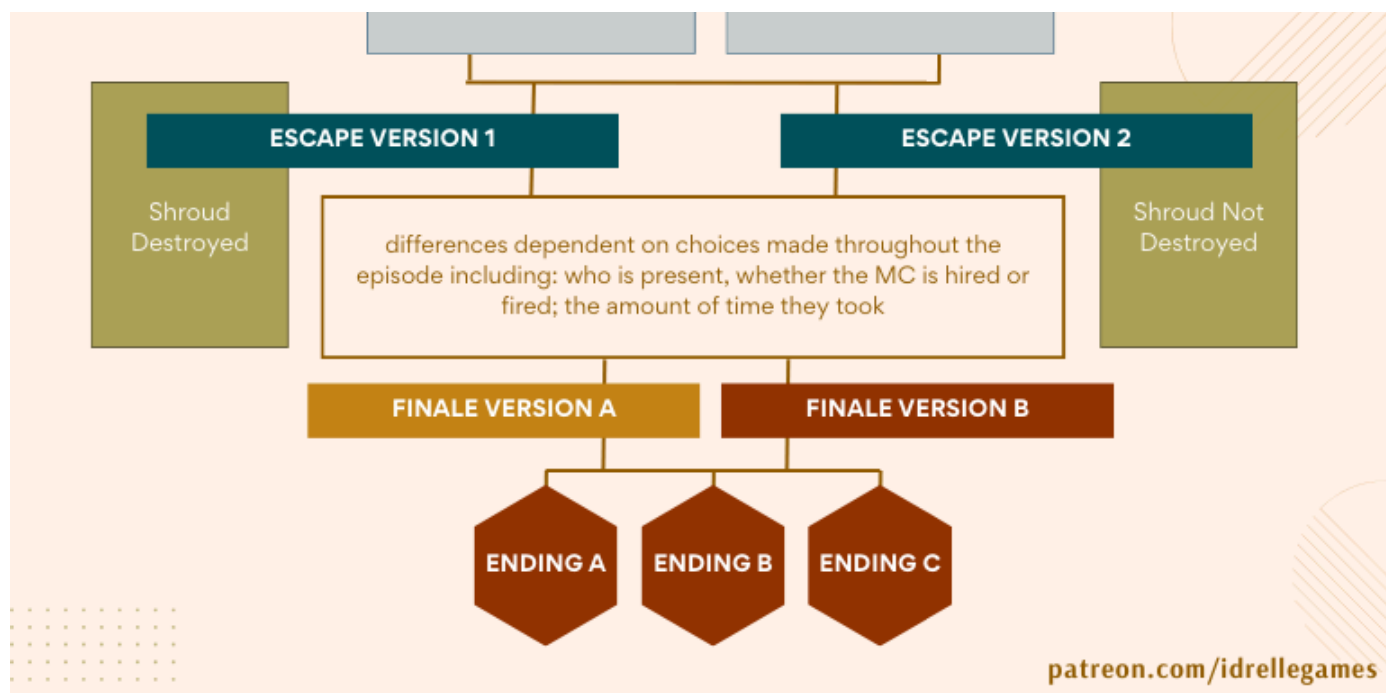 ESCAPE VERSION 1
ESCAPE VERSION 2
Shroud
Destroyed
Shroud Not
Destroyed
differences dependent on choices made throughout the
episode including: who is present, whether the MC is hired or
fired; the amount of time they took
FINALE VERSION A
FINALE VERSION B
ENDING A
ENDING B
ENDING C
patreon.com/idrellegames